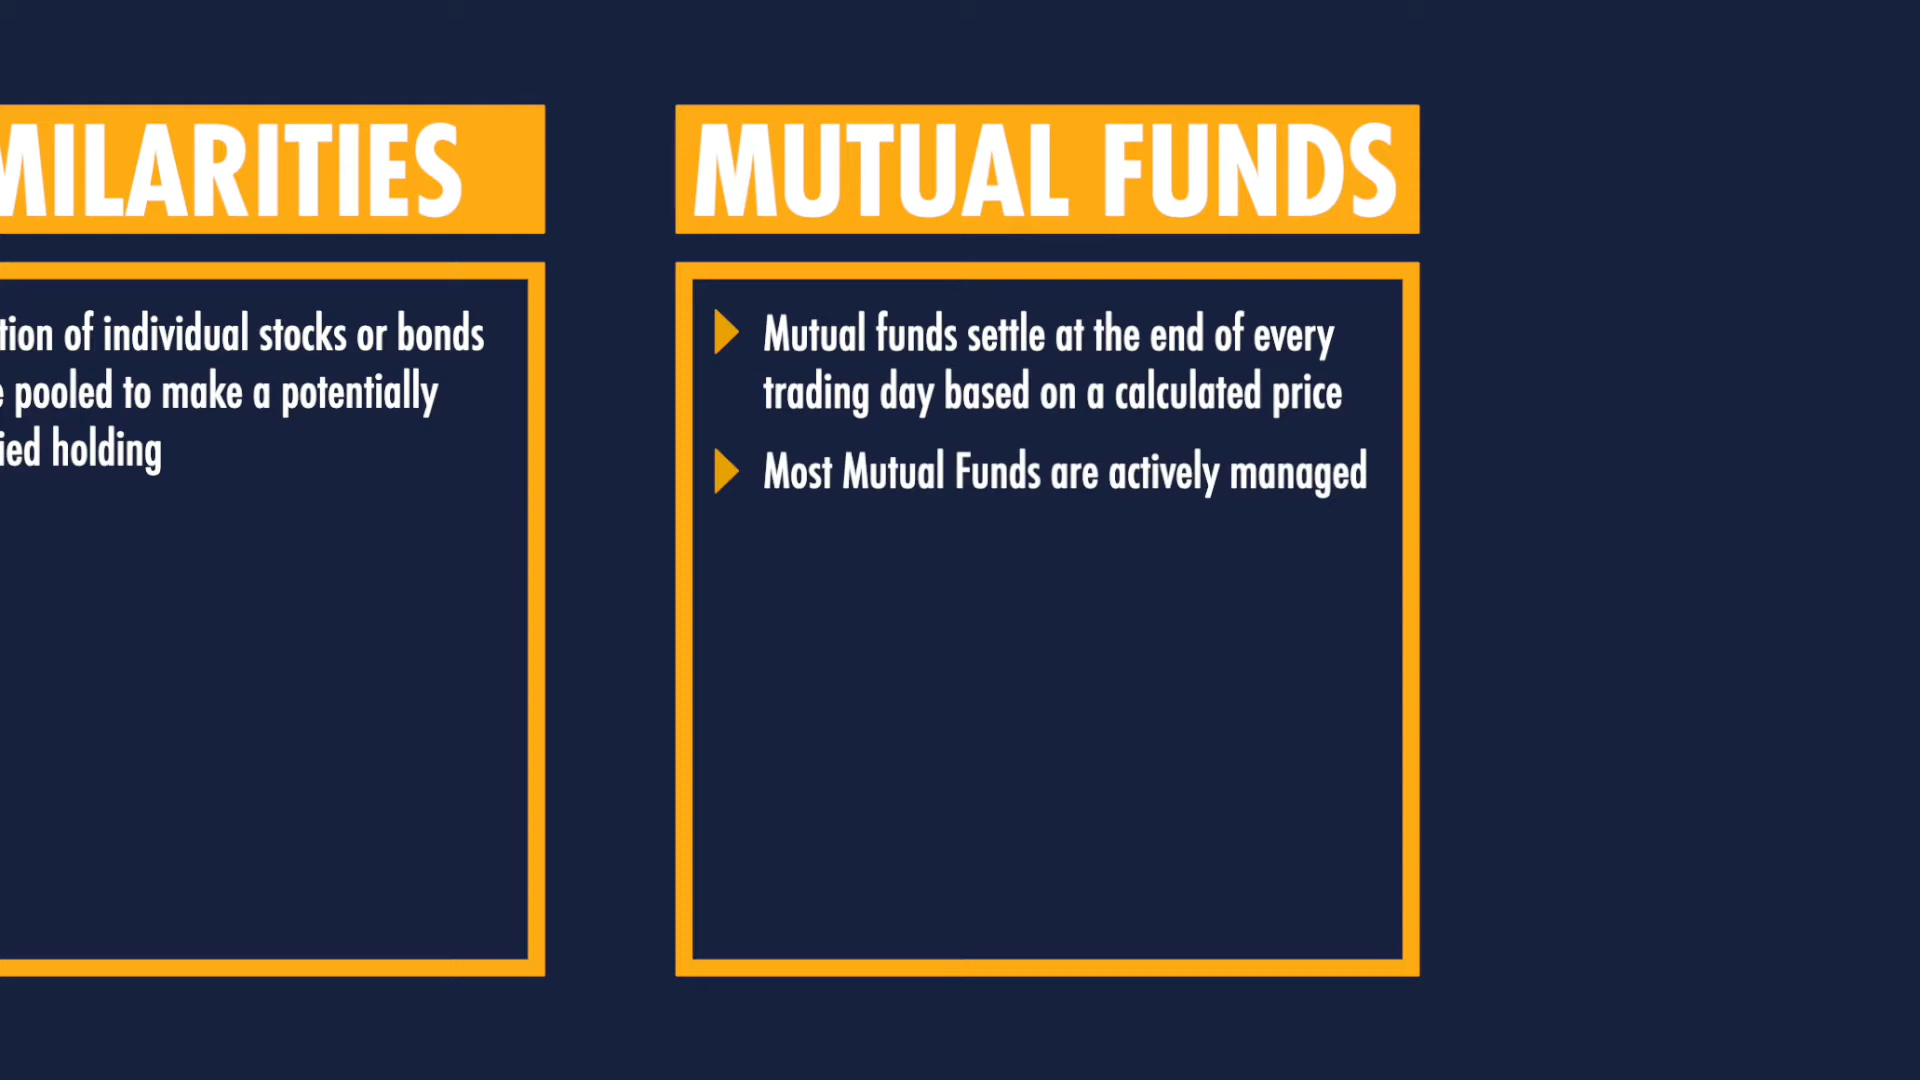 MILARITIES
tion of individual stocks or bonds
pooled to make a potentially
ied holding
MUTUAL FUNDS
Mutual funds settle at the end of every
trading day based on a calculated price
Most Mutual Funds are actively managed